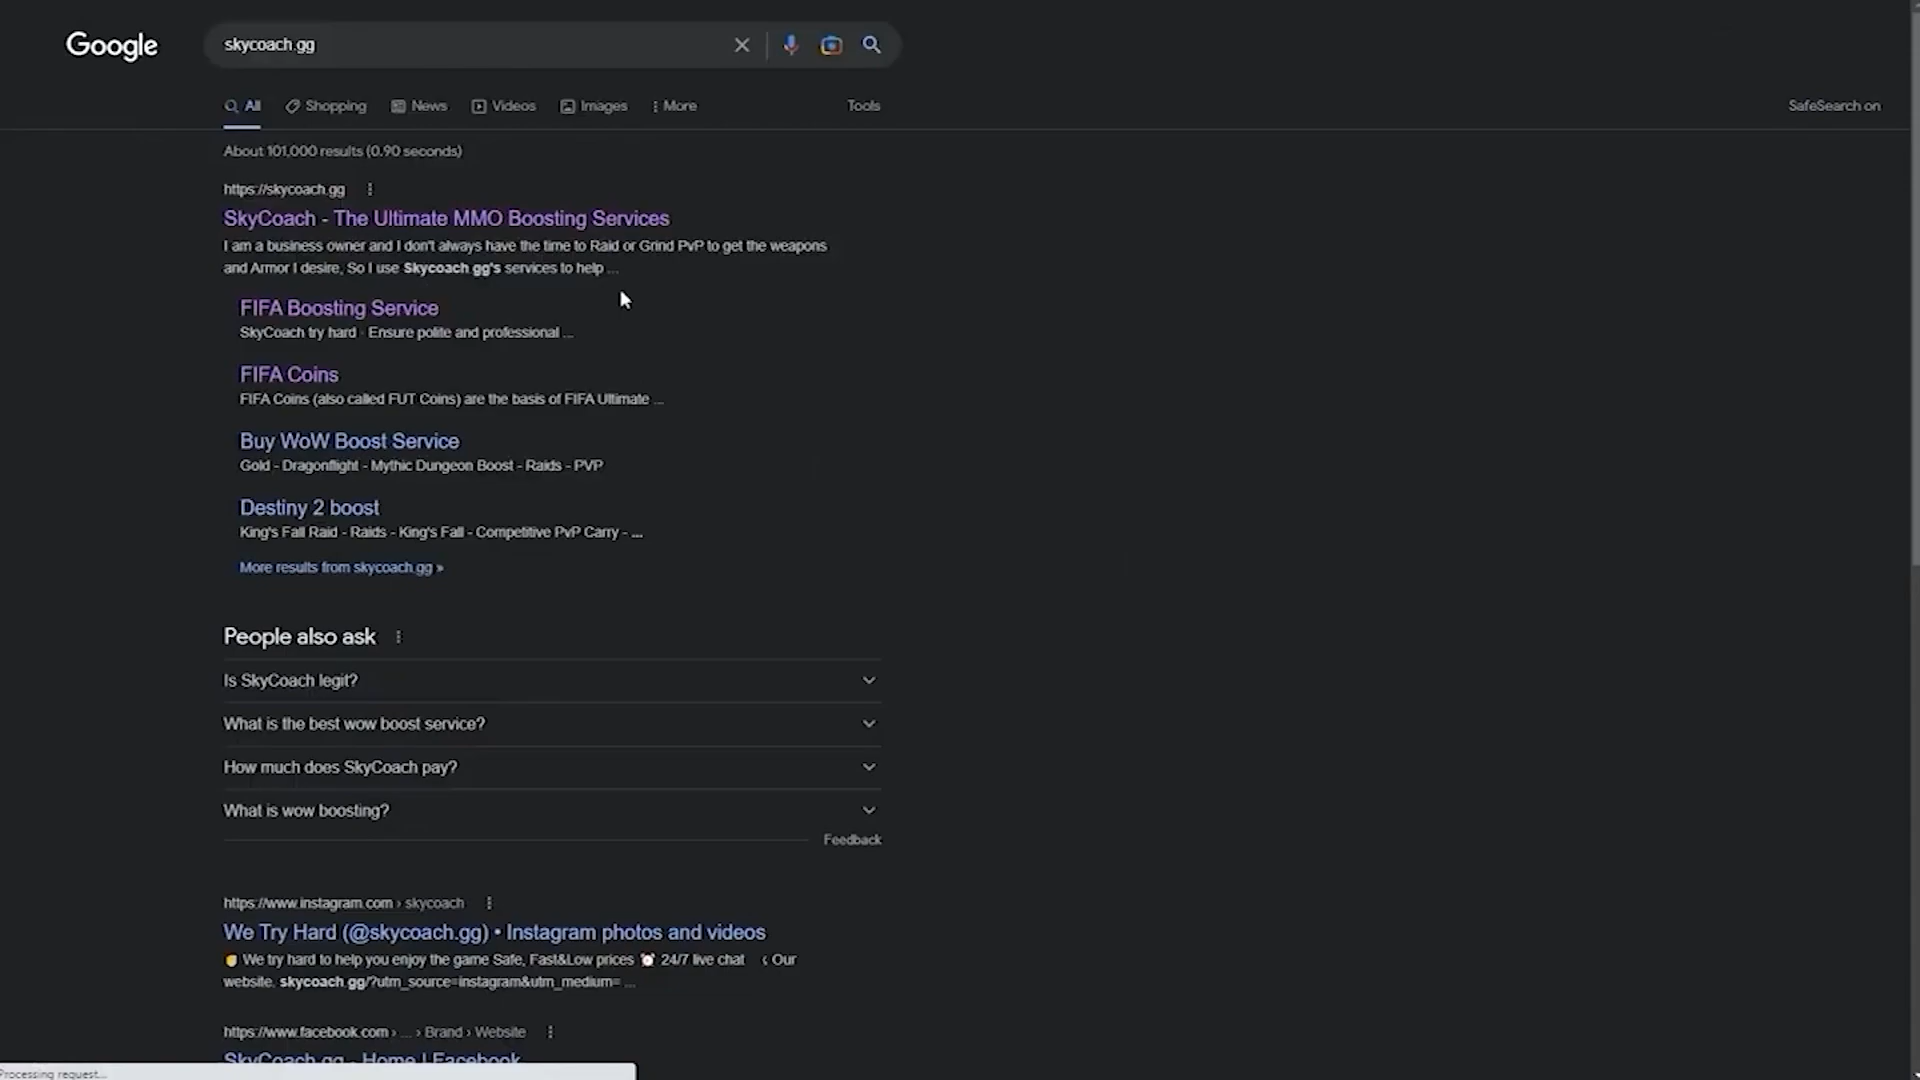 Google
skycoach.gg
All Shopping News Videos Images More Tools SafeSearch on
About 101,000 results (0.90 seconds)
https://skycoach.gg
SkyCoach - The Ultimate MMO Boosting Services
I am a business owner and I don't always have the time to Raid or Grind PvP to get the weapons
and Armor I desire, So I use Skycoach.gg's services to help ...
FIFA Boosting Service
SkyCoach try hard · Ensure polite and professional ...
FIFA Coins
FIFA Coins (also called FUT Coins) are the basis of FIFA Ultimate ...
Buy WoW Boost Service
Gold - Dragonflight - Mythic Dungeon Boost - Raids - PVP
Destiny 2 boost
King's Fall Raid - Raids - King's Fall - Competitive PvP Carry - ...
More results from skycoach.gg »
People also ask
Is SkyCoach legit?
What is the best wow boost service?
How much does SkyCoach pay?
What is wow boosting?
Feedback
https://www.instagram.com › skycoach
We Try Hard (@skycoach.gg) • Instagram photos and videos
We try hard to help you enjoy the game Safe, Fast&Low prices ⏰ 24/7 live chat Our
website. skycoach.gg/?utm_source=instagram&utm_medium= ...
https://www.facebook.com › ... › Brand › Website
SkyCoach.gg - Home | Facebook
Processing request...